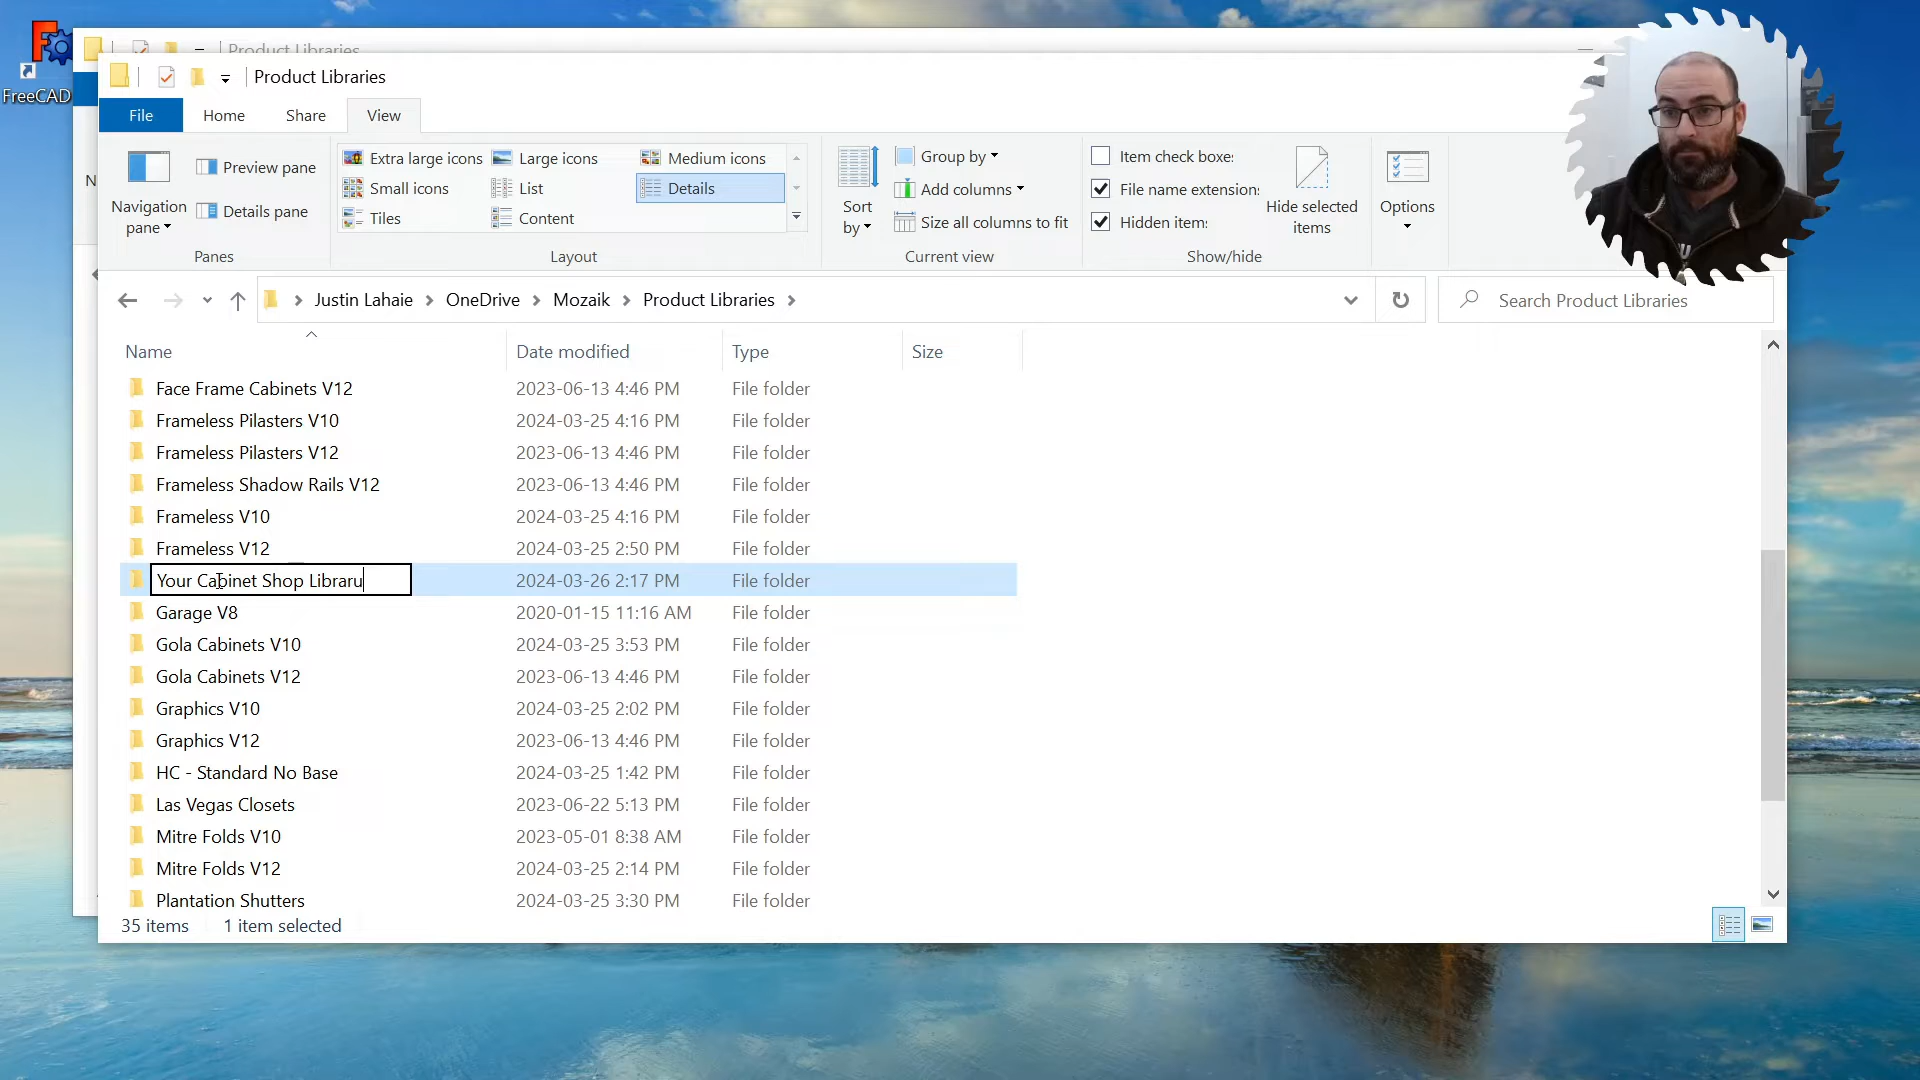 FreeCAD
Product Libraries
Product Libraries
File Home Share View
Navigation pane
Preview pane
Details pane
Panes
Extra large icons Large icons Medium icons
Small icons List Details
Tiles Content
Layout
Sort by
Group by
Add columns
Size all columns to fit
Current view
Item check boxe:
File name extension:
Hidden item:
Hide selected items
Show/hide
Options
N
Justin Lahaie OneDrive Mozaik Product Libraries
Search Product Libraries
Name Date modified Type Size
Face Frame Cabinets V12 2023-06-13 4:46 PM File folder
Frameless Pilasters V10 2024-03-25 4:16 PM File folder
Frameless Pilasters V12 2023-06-13 4:46 PM File folder
Frameless Shadow Rails V12 2023-06-13 4:46 PM File folder
Frameless V10 2024-03-25 4:16 PM File folder
Frameless V12 2024-03-25 2:50 PM File folder
Your Cabinet Shop Libraru 2024-03-26 2:17 PM File folder
Garage V8 2020-01-15 11:16 AM File folder
Gola Cabinets V10 2024-03-25 3:53 PM File folder
Gola Cabinets V12 2023-06-13 4:46 PM File folder
Graphics V10 2024-03-25 2:02 PM File folder
Graphics V12 2023-06-13 4:46 PM File folder
HC - Standard No Base 2024-03-25 1:42 PM File folder
Las Vegas Closets 2023-06-22 5:13 PM File folder
Mitre Folds V10 2023-05-01 8:38 AM File folder
Mitre Folds V12 2024-03-25 2:14 PM File folder
Plantation Shutters 2024-03-25 3:30 PM File folder
35 items 1 item selected